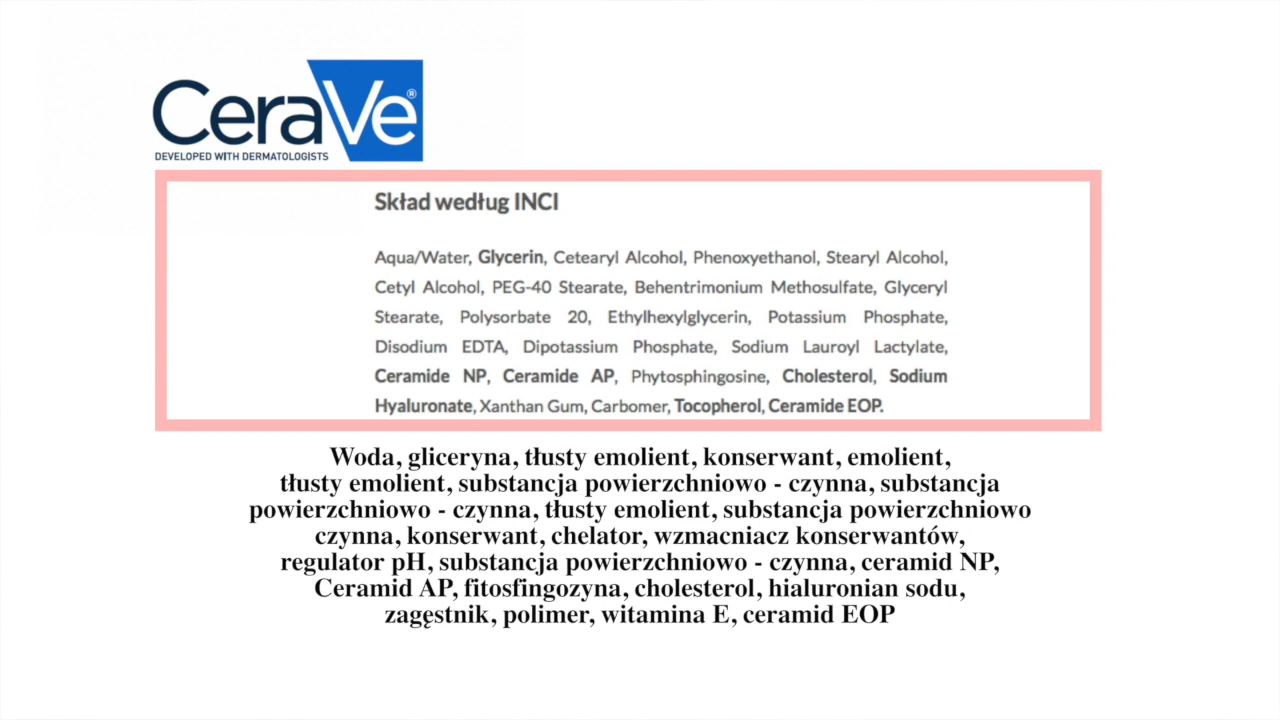 CeraVe®
DEVELOPED WITH DERMATOLOGISTS
Skład według INCI
Aqua/Water, Glycerin, Cetearyl Alcohol, Phenoxyethanol, Stearyl Alcohol,
Cetyl Alcohol, PEG-40 Stearate, Behentrimonium Methosulfate, Glyceryl
Stearate, Polysorbate 20, Ethylhexylglycerin, Potassium Phosphate,
Disodium EDTA, Dipotassium Phosphate, Sodium Lauroyl Lactylate,
Ceramide NP, Ceramide AP, Phytosphingosine, Cholesterol, Sodium
Hyaluronate, Xanthan Gum, Carbomer, Tocopherol, Ceramide EOP.
Woda, gliceryna, tłusty emolient, konserwant, emolient,
tłusty emolient, substancja powierzchniowo - czynna, substancja
powierzchniowo - czynna, tłusty emolient, substancja powierzchniowo
czynna, konserwant, chelator, wzmacniacz konserwantów,
regulator pH, substancja powierzchniowo - czynna, ceramid NP,
Ceramid AP, fitosfingozyna, cholesterol, hialuronian sodu,
zagęstnik, polimer, witamina E, ceramid EOP